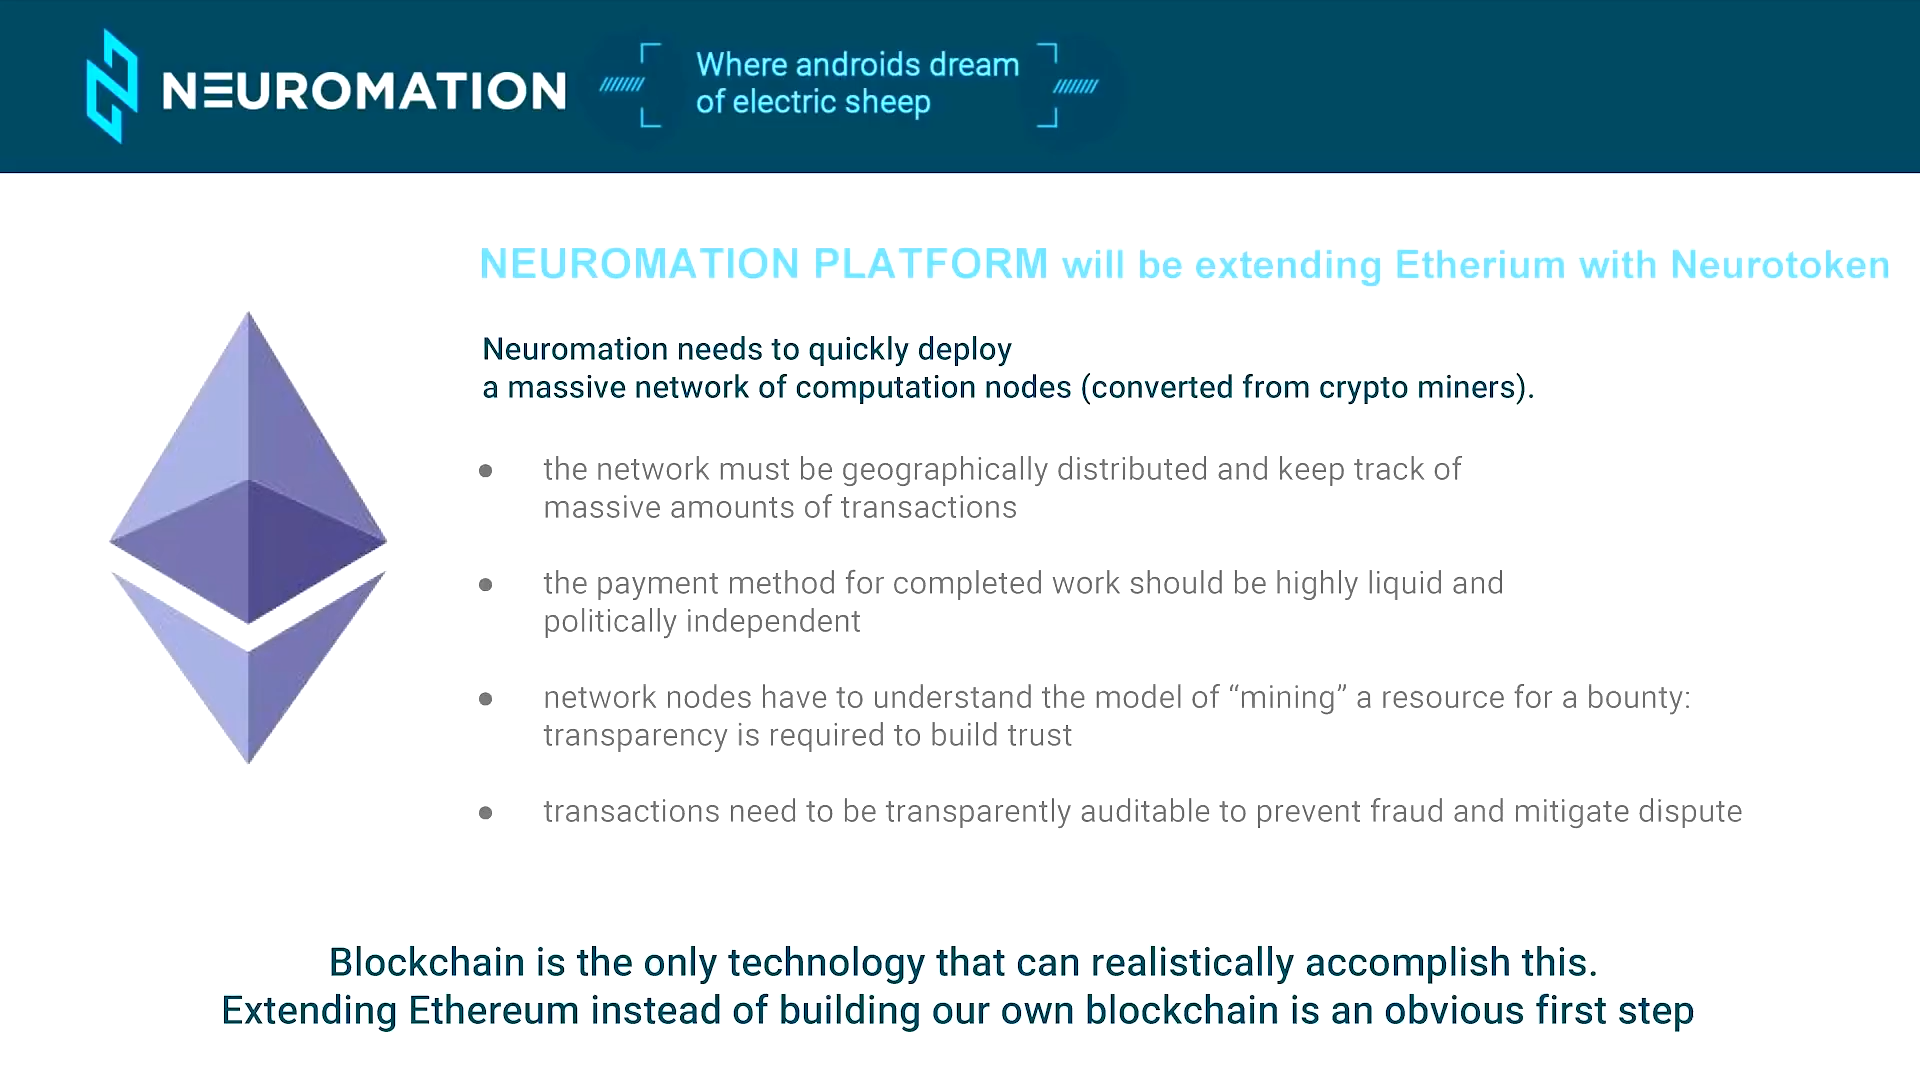 NEUROMATION
Where androids dream
of electric sheep
NEUROMATION PLATFORM will be extending Etherium with Neurotoken
Neuromation needs to quickly deploy
a massive network of computation nodes (converted from crypto miners).
● the network must be geographically distributed and keep track of
massive amounts of transactions
● the payment method for completed work should be highly liquid and
politically independent
● network nodes have to understand the model of “mining” a resource for a bounty:
transparency is required to build trust
● transactions need to be transparently auditable to prevent fraud and mitigate dispute
Blockchain is the only technology that can realistically accomplish this.
Extending Ethereum instead of building our own blockchain is an obvious first step